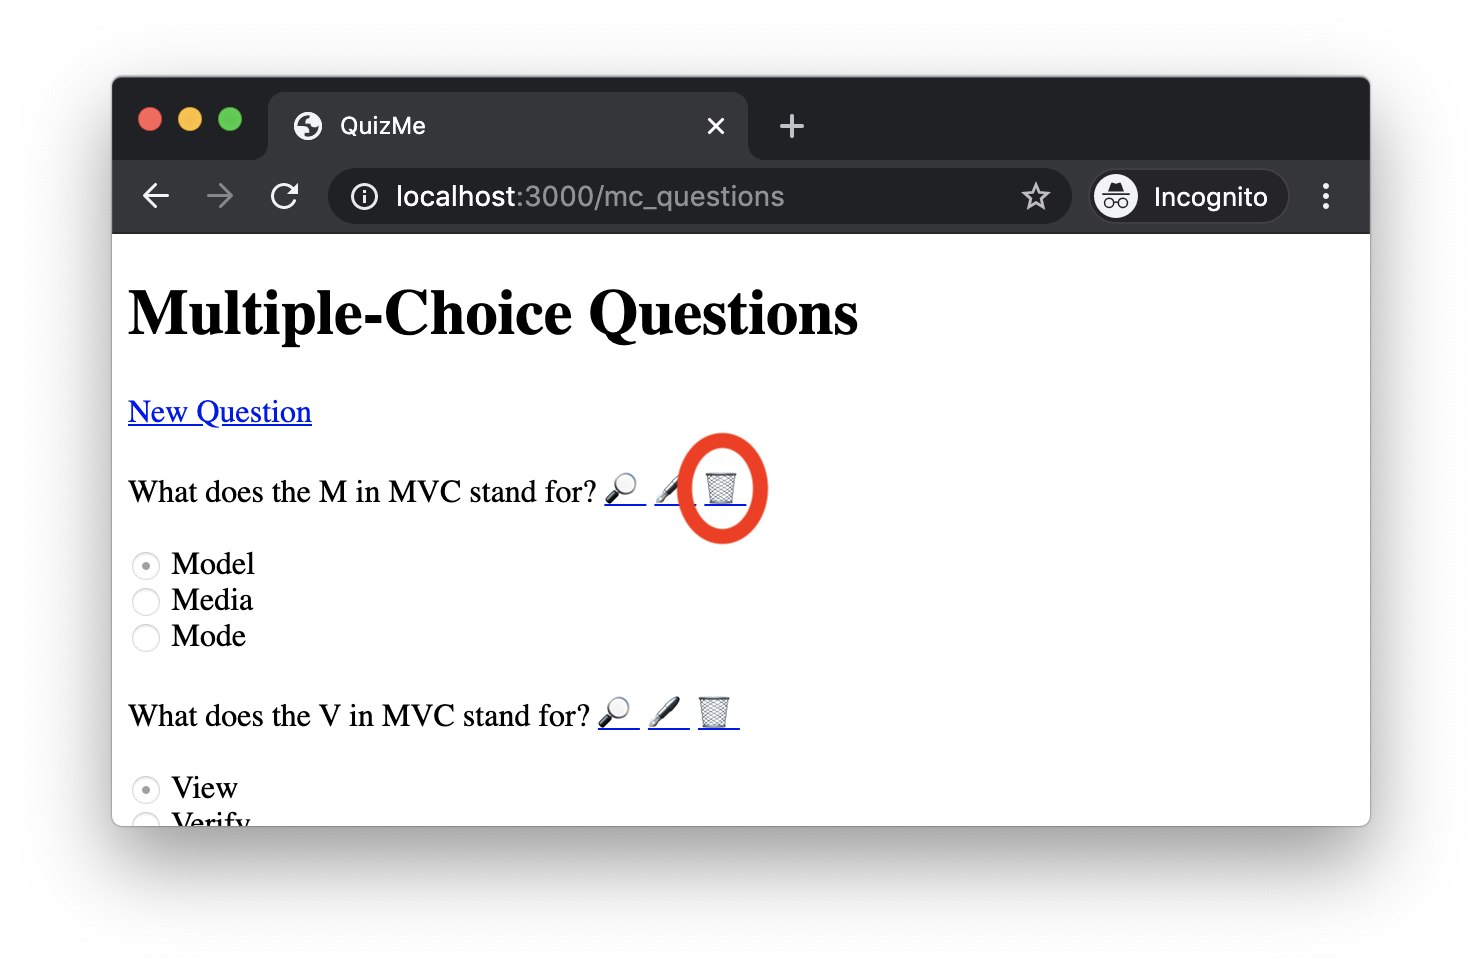 QuizMe
localhost:3000/mc_questions
Incognito
Multiple-Choice Questions
New Question
What does the M in MVC stand for?
Model
Media
Mode
What does the V in MVC stand for?
View
Verify